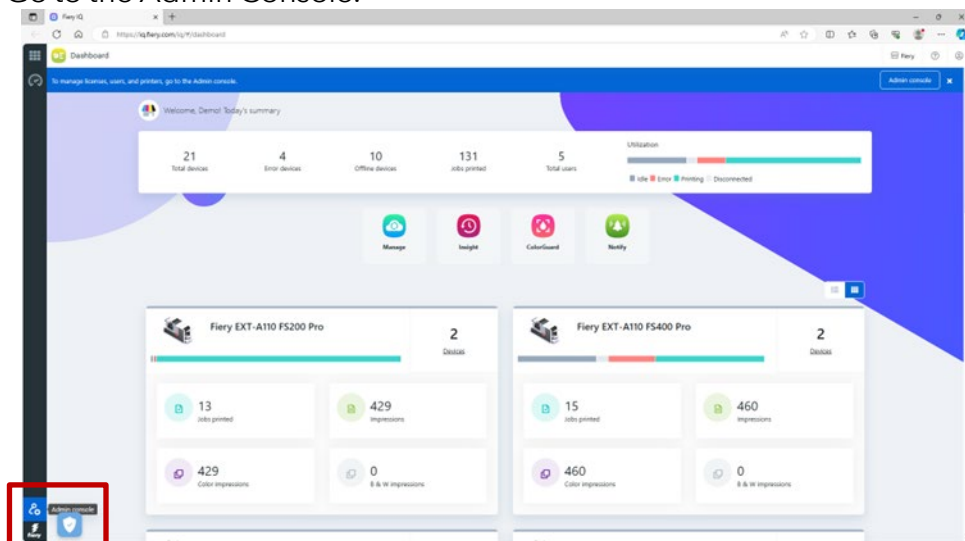 Go to the Admin Console.
Fiery IQ
https://iq.fiery.com/iq/#/dashboard
Dashboard
Fiery
To manage licenses, users, and printers, go to the Admin console.
Admin console
Welcome, Demo! Today's summary
21
Total devices
4
Error devices
10
Offline devices
131
Jobs printed
5
Total users
Utilization
Idle Error Printing Disconnected
Manage
Insight
ColorGuard
Notify
Fiery EXT-A110 FS200 Pro
2
Devices
13
Jobs printed
429
Impressions
429
Color impressions
0
B & W impressions
Fiery EXT-A110 FS400 Pro
2
Devices
15
Jobs printed
460
Impressions
460
Color impressions
0
B & W impressions
Admin console
fiery